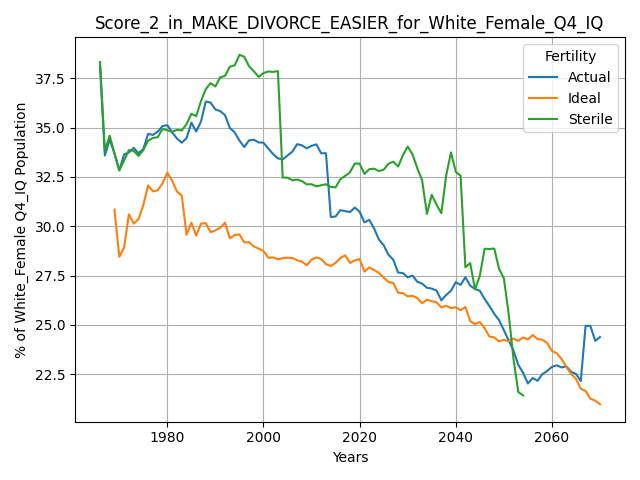 Score_2_in_MAKE_DIVORCE_EASIER_for_White_Female_Q4_IQ
Fertility
Actual
Ideal
Sterile
% of White_Female Q4_IQ Population
37.5
35.0
32.5
30.0
27.5
25.0
22.5
1980 2000 2020 2040 2060
Years